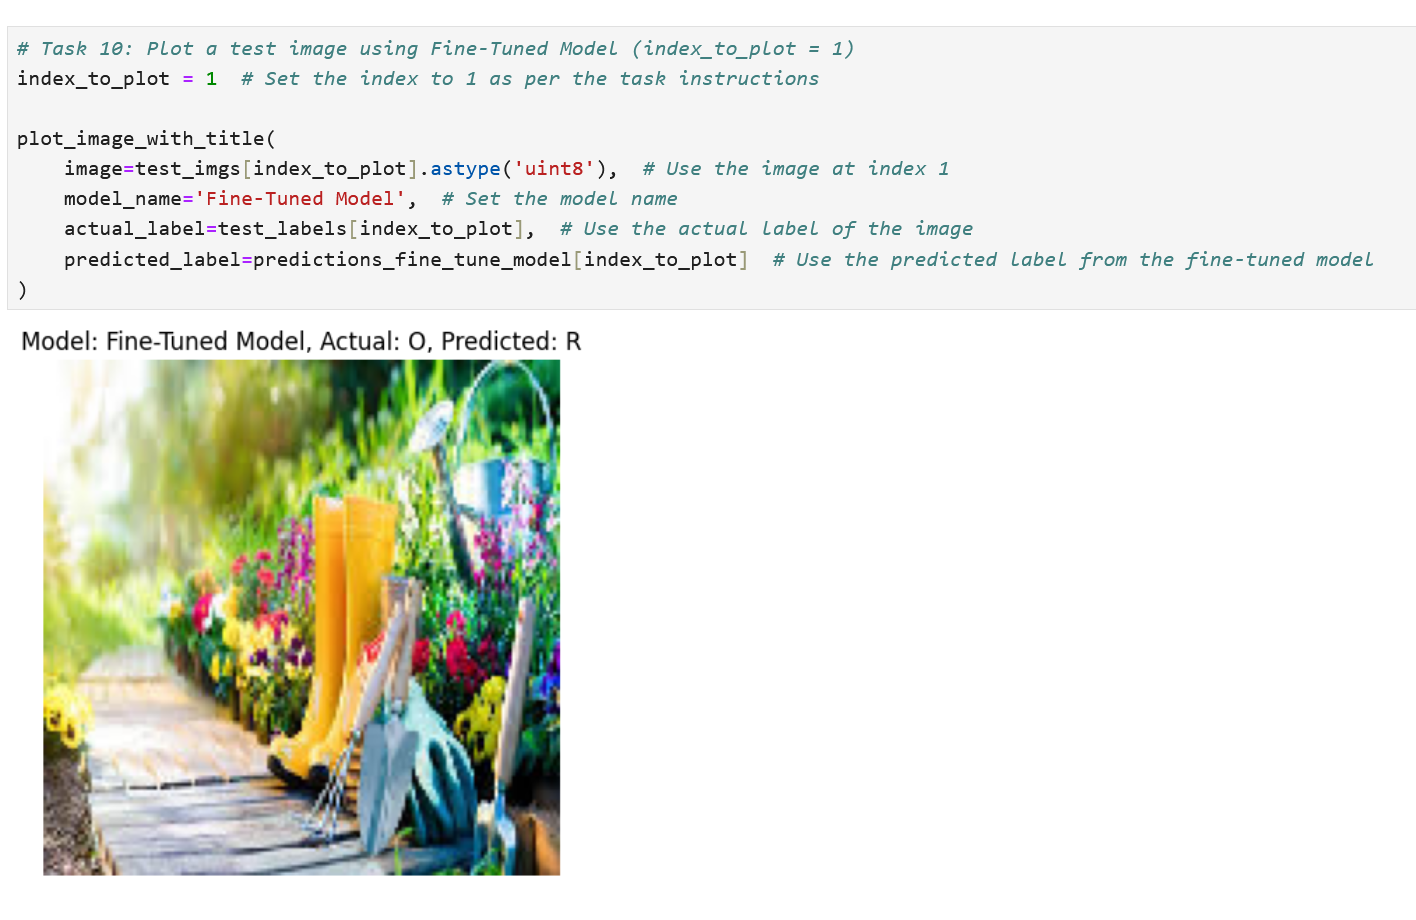 # Task 10: Plot a test image using Fine-Tuned Model (index_to_plot = 1)
index_to_plot = 1  # Set the index to 1 as per the task instructions
plot_image_with_title(
    image=test_imgs[index_to_plot].astype('uint8'),  # Use the image at index 1
    model_name='Fine-Tuned Model',  # Set the model name
    actual_label=test_labels[index_to_plot],  # Use the actual label of the image
    predicted_label=predictions_fine_tune_model[index_to_plot]  # Use the predicted label from the fine-tuned model
)
Model: Fine-Tuned Model, Actual: O, Predicted: R